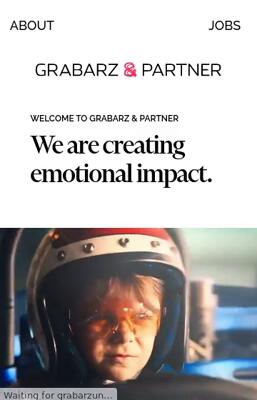 ABOUT JOBS
GRABARZ & PARTNER
WELCOME TO GRABARZ & PARTNER
We are creating
emotional impact.
Waiting for grabarzun...